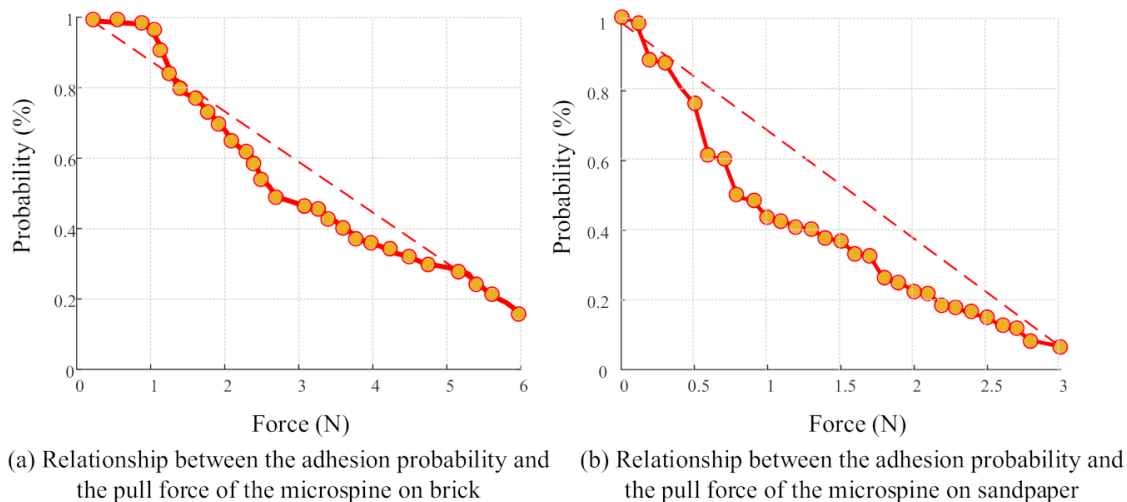 1
0.8
0.6
0.4
0.2
0
Probability (%)
0 1 2 3 4 5 6
Force (N)
(a) Relationship between the adhesion probability and
the pull force of the microspine on brick
1
0.8
0.6
0.4
0.2
0
Probability (%)
0 0.5 1 1.5 2 2.5 3
Force (N)
(b) Relationship between the adhesion probability and
the pull force of the microspine on sandpaper